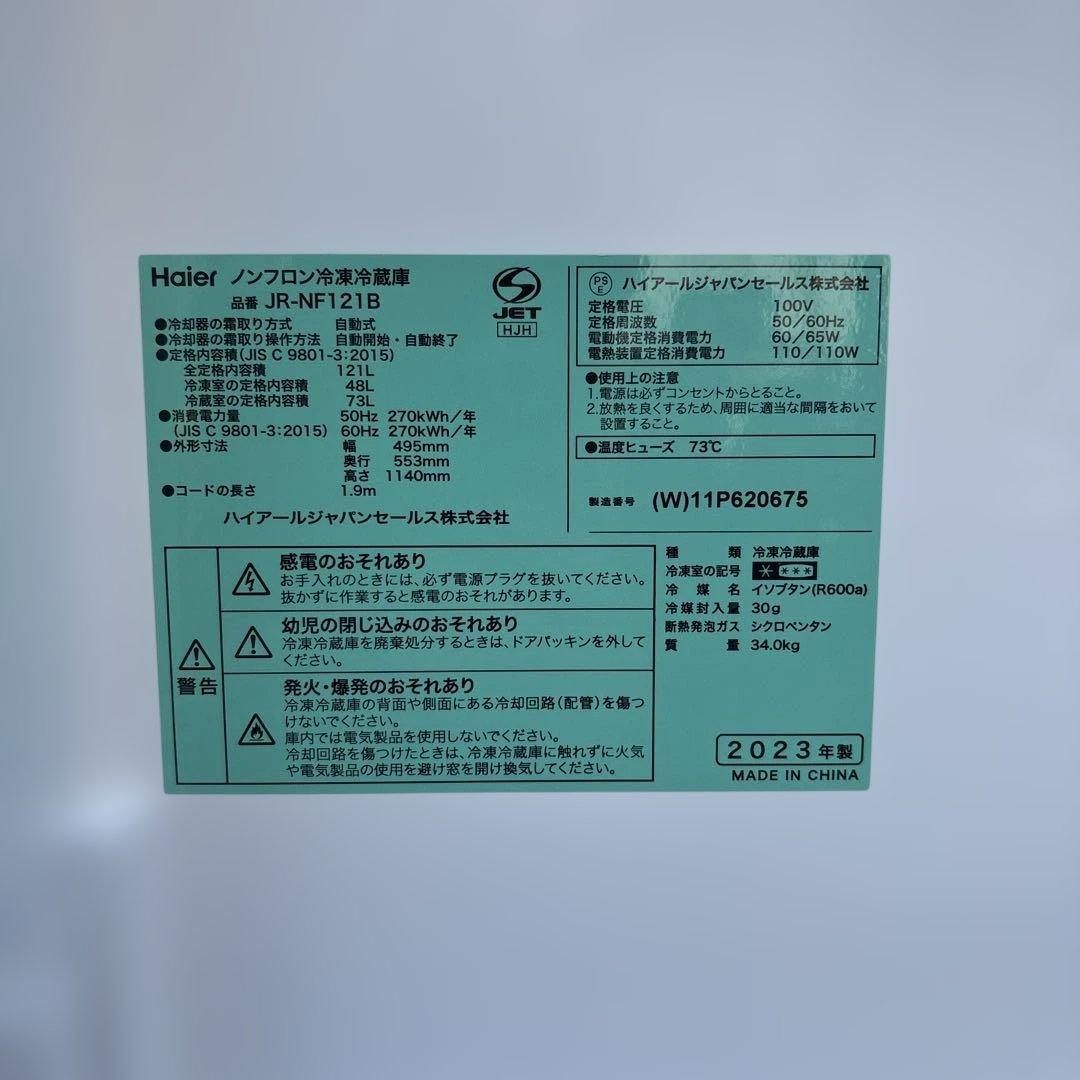 Haier ノンフロン冷凍冷蔵庫
品番 JR-NF121B
JET
HJH
●冷却器の霜取り方式 自動式
●冷却器の霜取り操作方法 自動開始・自動終了
●定格内容積(JIS C 9801-3:2015)
全定格内容積 121L
冷凍室の定格内容積 48L
冷蔵室の定格内容積 73L
●消費電力量 50Hz 270kWh/年
(JIS C 9801-3:2015) 60Hz 270kWh/年
●外形寸法 幅 495mm
奥行 553mm
高さ 1140mm
●コードの長さ 1.9m
ハイアールジャパンセールス株式会社
PS
E
ハイアールジャパンセールス株式会社
定格電圧 100V
定格周波数 50/60Hz
電動機定格消費電力 60/65W
電熱装置定格消費電力 110/110W
●使用上の注意
1.電源は必ずコンセントからとること。
2.放熱を良くするため、周囲に適当な間隔をおいて
設置すること。
●温度ヒューズ 73℃
製造番号 (W)11P620675
警告
感電のおそれあり
お手入れのときには、必ず電源プラグを抜いてください。
抜かずに作業すると感電のおそれがあります。
幼児の閉じ込みのおそれあり
冷凍冷蔵庫を廃棄処分するときは、ドアパッキンを外して
ください。
発火・爆発のおそれあり
冷凍冷蔵庫の背面や側面にある冷却回路(配管)を傷つ
けないでください。
庫内では電気製品を使用しないでください。
冷却回路を傷つけたときは、冷凍冷蔵庫に触れずに火気
や電気製品の使用を避け窓を開け換気してください。
種類 冷凍冷蔵庫
冷凍室の記号 * ***
冷媒名 イソブタン(R600a)
冷媒封入量 30g
断熱発泡ガス シクロペンタン
質量 34.0kg
2023年製
MADE IN CHINA